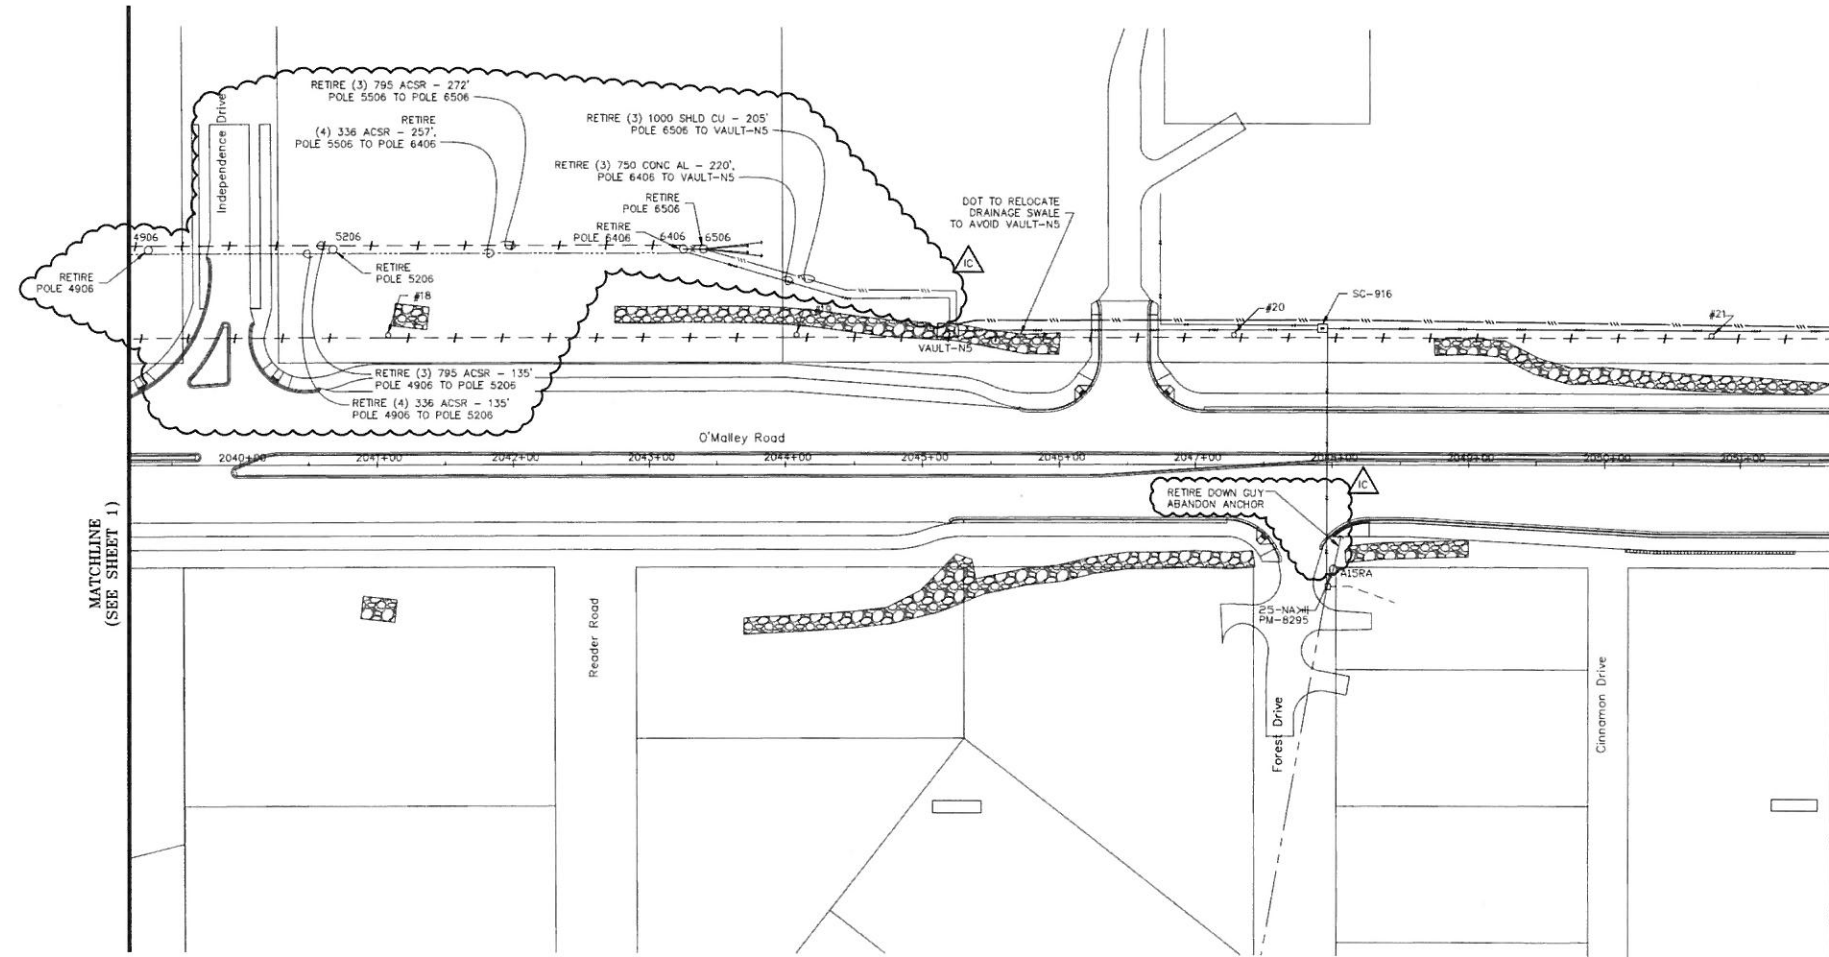 RETIRE (3) 795 ACSR - 272'
POLE 5506 TO POLE 6506
RETIRE
(4) 336 ACSR - 257',
POLE 5506 TO POLE 6406
RETIRE (3) 1000 SHLD CU - 205'
POLE 6506 TO VAULT-N5
RETIRE (3) 750 CONC AL - 220',
POLE 6406 TO VAULT-N5
Independence Drive
RETIRE
POLE 6506
RETIRE
POLE 6406
DOT TO RELOCATE
DRAINAGE SWALE
TO AVOID VAULT-N5
4906
5206
6406
6506
1C
RETIRE
POLE 4906
RETIRE
POLE 5206
#18
SC-916
#20
#21
VAULT-N5
RETIRE (3) 795 ACSR - 135'
POLE 4906 TO POLE 5206
RETIRE (4) 336 ACSR - 135'
POLE 4906 TO POLE 5206
O'Malley Road
2040+00
2041+00
2042+00
2043+00
2044+00
2045+00
2046+00
2047+00
2048+00
2049+00
2050+00
2051+00
1C
RETIRE DOWN GUY
ABANDON ANCHOR
MATCHLINE
(SEE SHEET 1)
A15RA
PM-8295
Reader Road
Forest Drive
Cinnamon Drive